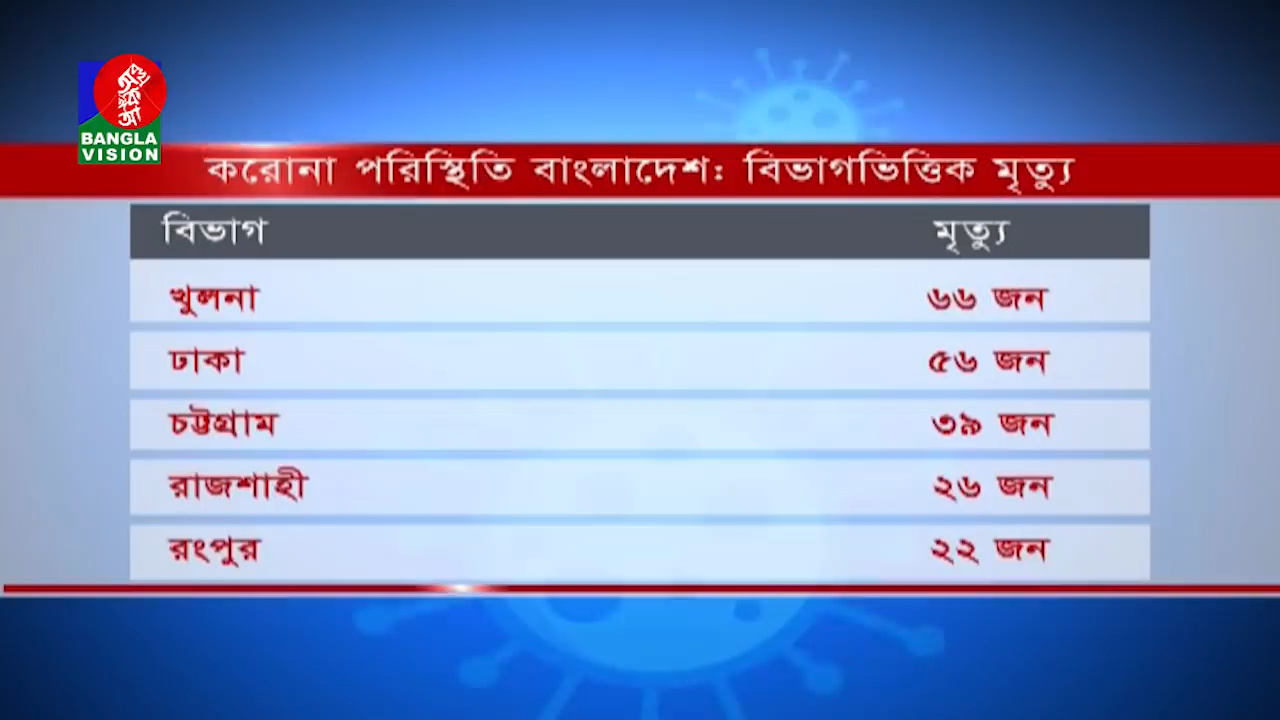 BANGLA
VISION
করোনা পরিস্থিতি বাংলাদেশ: বিভাগভিত্তিক মৃত্যু
বিভাগ মৃত্যু
খুলনা ৬৬ জন
ঢাকা ৫৬ জন
চট্টগ্রাম ৩৯ জন
রাজশাহী ২৬ জন
রংপুর ২২ জন